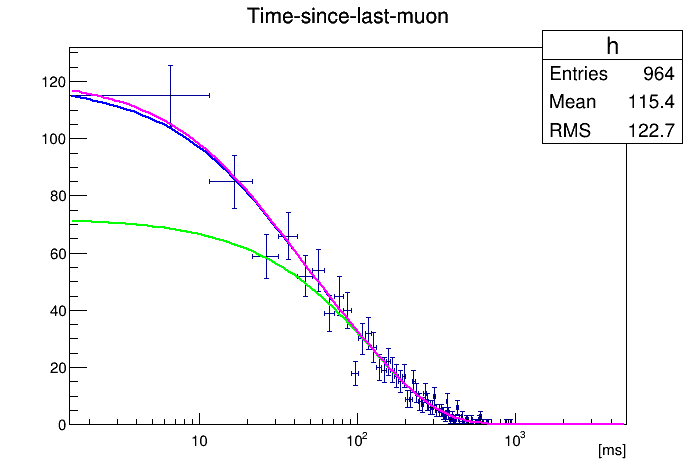 Time-since-last-muon
h
Entries 964
Mean 115.4
RMS 122.7
120
100
80
60
40
20
0
10 10² 10³
[ms]